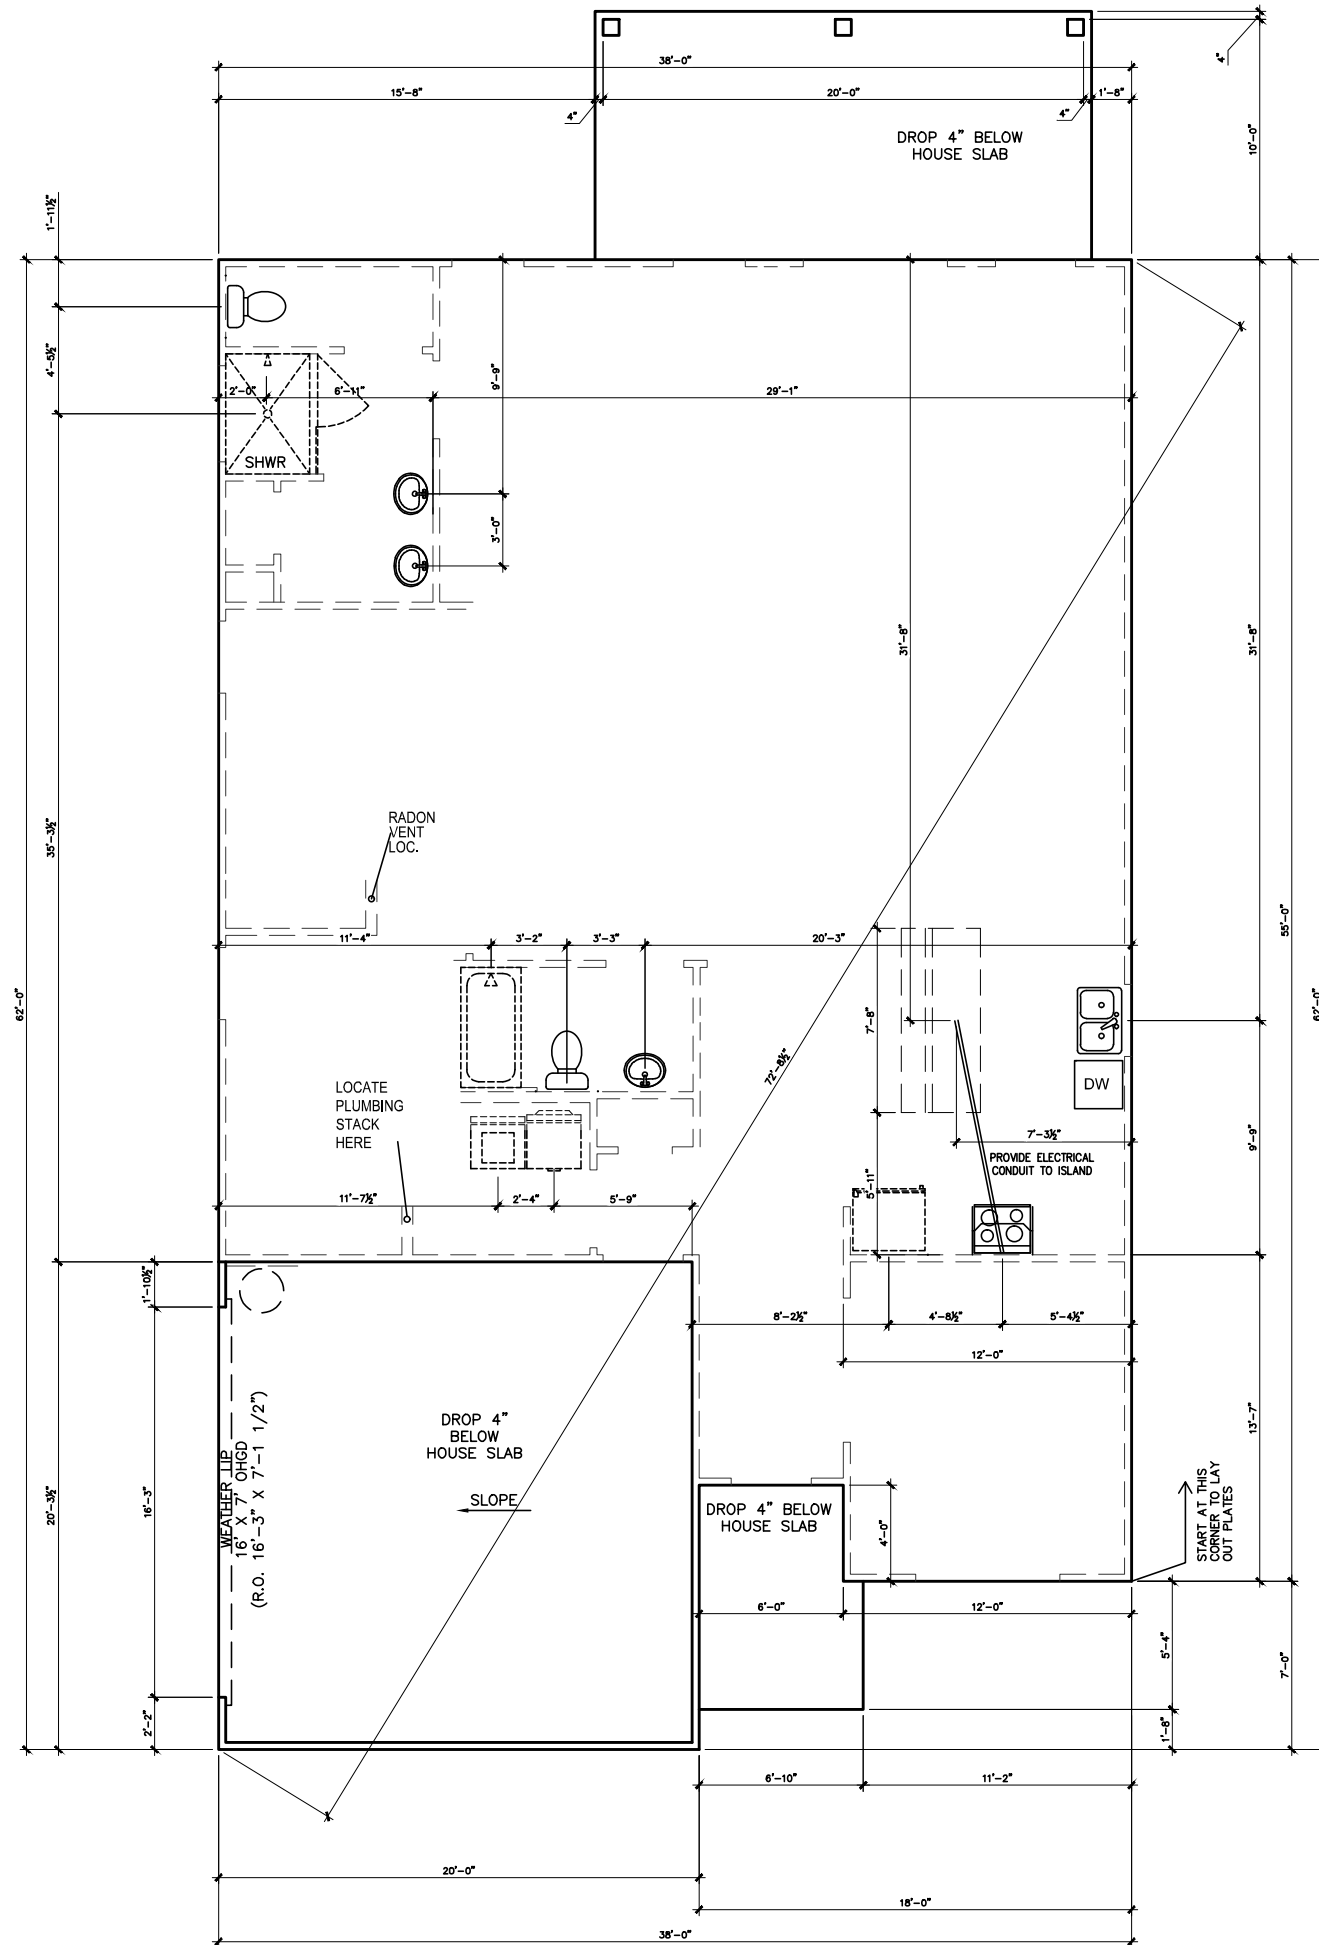 38'-0"
15'-8"
4"
20'-0"
4"
1'-8"
4"
10'-0"
DROP 4" BELOW
HOUSE SLAB
1'-11½"
4'-5½"
9'-9"
2'-0"
6'-11"
29'-1"
SHWR
3'-0"
31'-8"
31'-8"
35'-3½"
RADON
VENT
LOC.
11'-4"
3'-2"
3'-3"
20'-3"
55'-0"
62'-0"
62'-0"
7'-8"
72'-8½"
DW
LOCATE
PLUMBING
STACK
HERE
7'-3½"
9'-9"
PROVIDE ELECTRICAL
CONDUIT TO ISLAND
5'-11"
11'-7½"
2'-4"
5'-9"
1'-10½"
8'-2½"
4'-8½"
5'-4½"
12'-0"
13'-7"
DROP 4"
BELOW
HOUSE SLAB
WEATHER LIP
16' X 7' OHGD
(R.O. 16'-3" X 7'-1 1/2")
20'-3½"
16'-3"
SLOPE
DROP 4" BELOW
HOUSE SLAB
4'-0"
START AT THIS
CORNER TO LAY
OUT PLATES
6'-0"
12'-0"
5'-4"
7'-0"
2'-2"
1'-8"
6'-10"
11'-2"
20'-0"
18'-0"
38'-0"